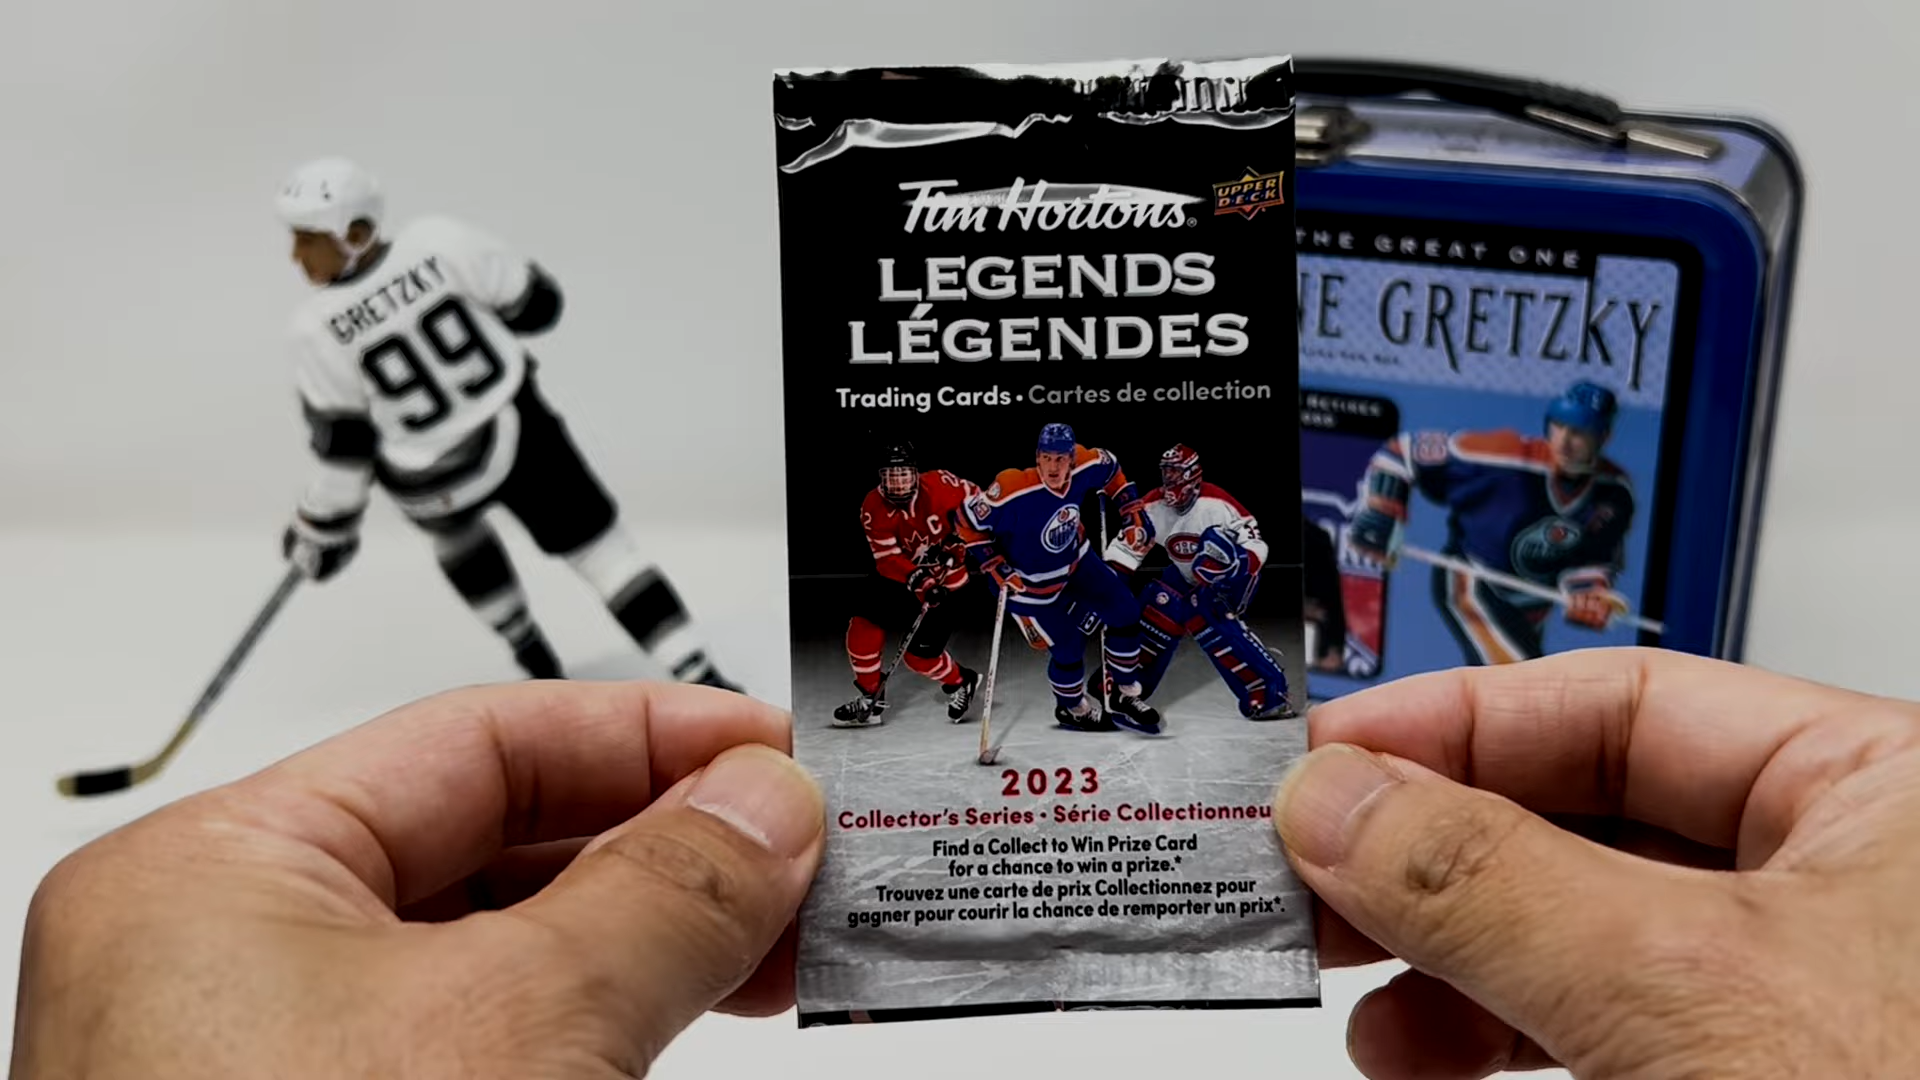 Tim Hortons®
UPPER
D·E·C·K
LEGENDS
LÉGENDES
Trading Cards • Cartes de collection
2023
Collector's Series • Série Collectionneu
Find a Collect to Win Prize Card
for a chance to win a prize.*
Trouvez une carte de prix Collectionnez pour
gagner pour courir la chance de remporter un prix*.
GRETZKY
99
THE GREAT ONE
NE GRETZKY